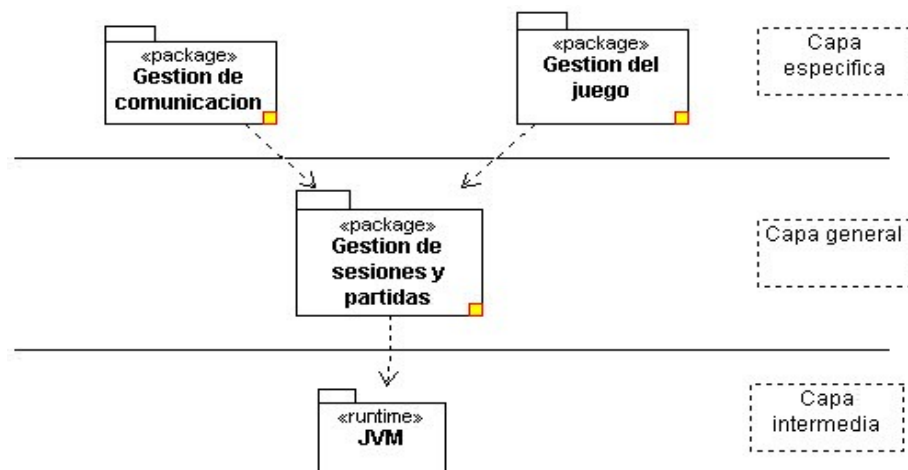 «package»
Gestion de
comunicacion
«package»
Gestion del
juego
Capa
especifica
«package»
Gestion de
sesiones y
partidas
Capa general
«runtime»
JVM
Capa
intermedia